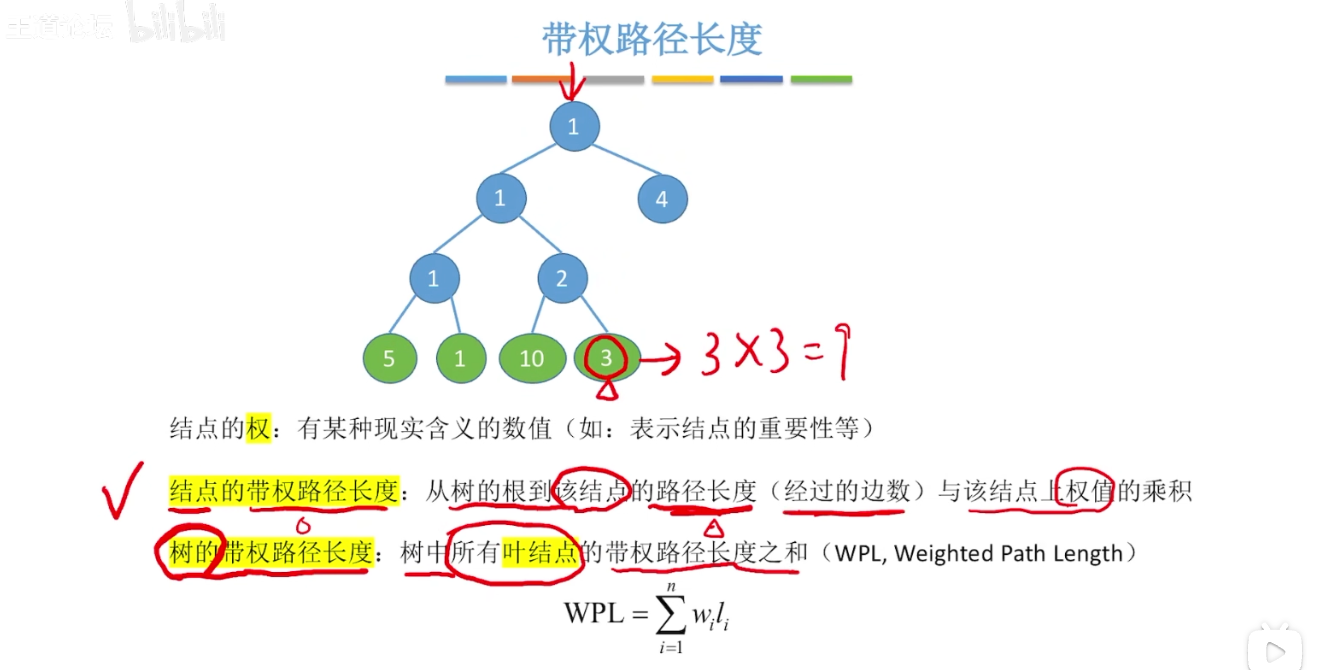 bilibili
带权路径长度
1
1 4
1 2
5 1 10 3 3×3=9
结点的权：有某种现实含义的数值（如：表示结点的重要性等）
结点的带权路径长度：从树的根到该结点的路径长度（经过的边数）与该结点上权值的乘积
树的带权路径长度：树中所有叶结点的带权路径长度之和（WPL, Weighted Path Length）
WPL = ∑_{i=1}^{n} w_i l_i